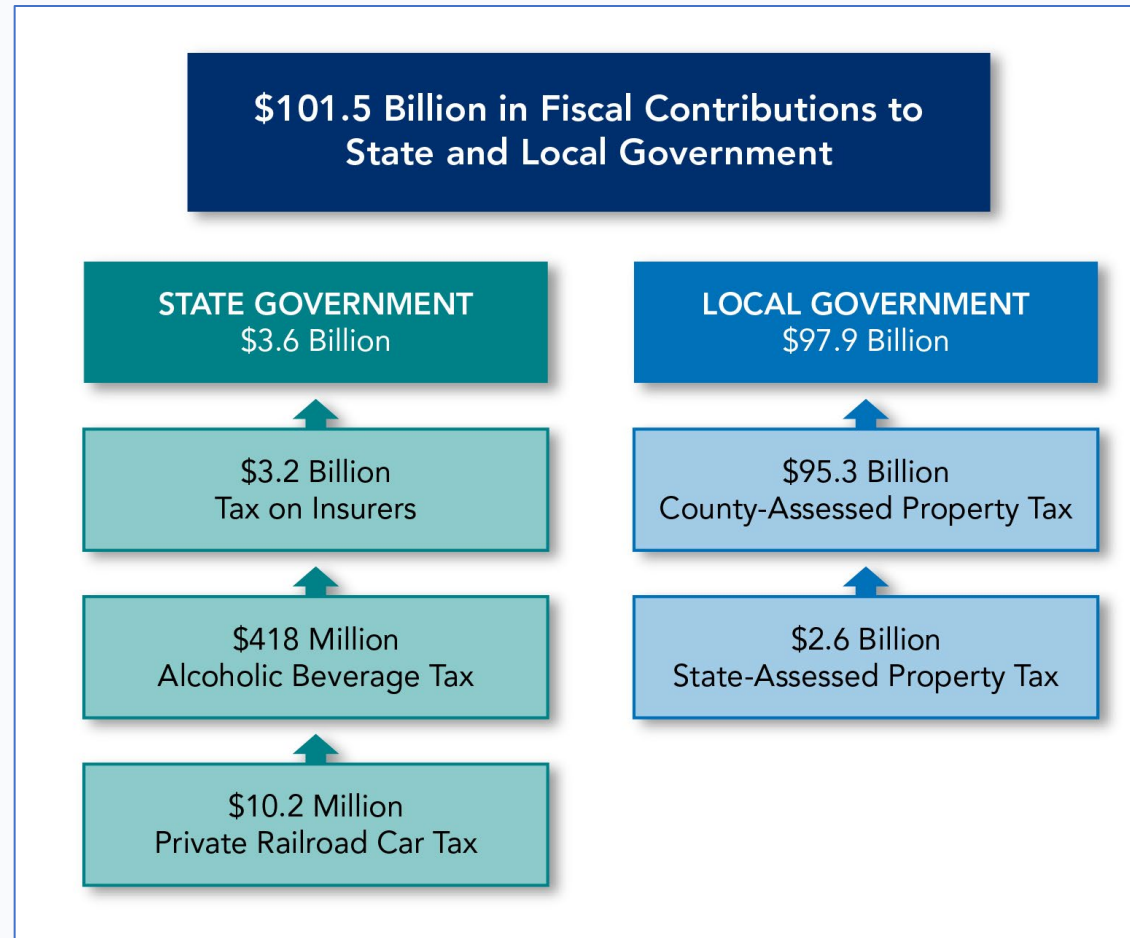 $101.5 Billion in Fiscal Contributions to
State and Local Government
STATE GOVERNMENT
$3.6 Billion
$3.2 Billion
Tax on Insurers
$418 Million
Alcoholic Beverage Tax
$10.2 Million
Private Railroad Car Tax
LOCAL GOVERNMENT
$97.9 Billion
$95.3 Billion
County-Assessed Property Tax
$2.6 Billion
State-Assessed Property Tax